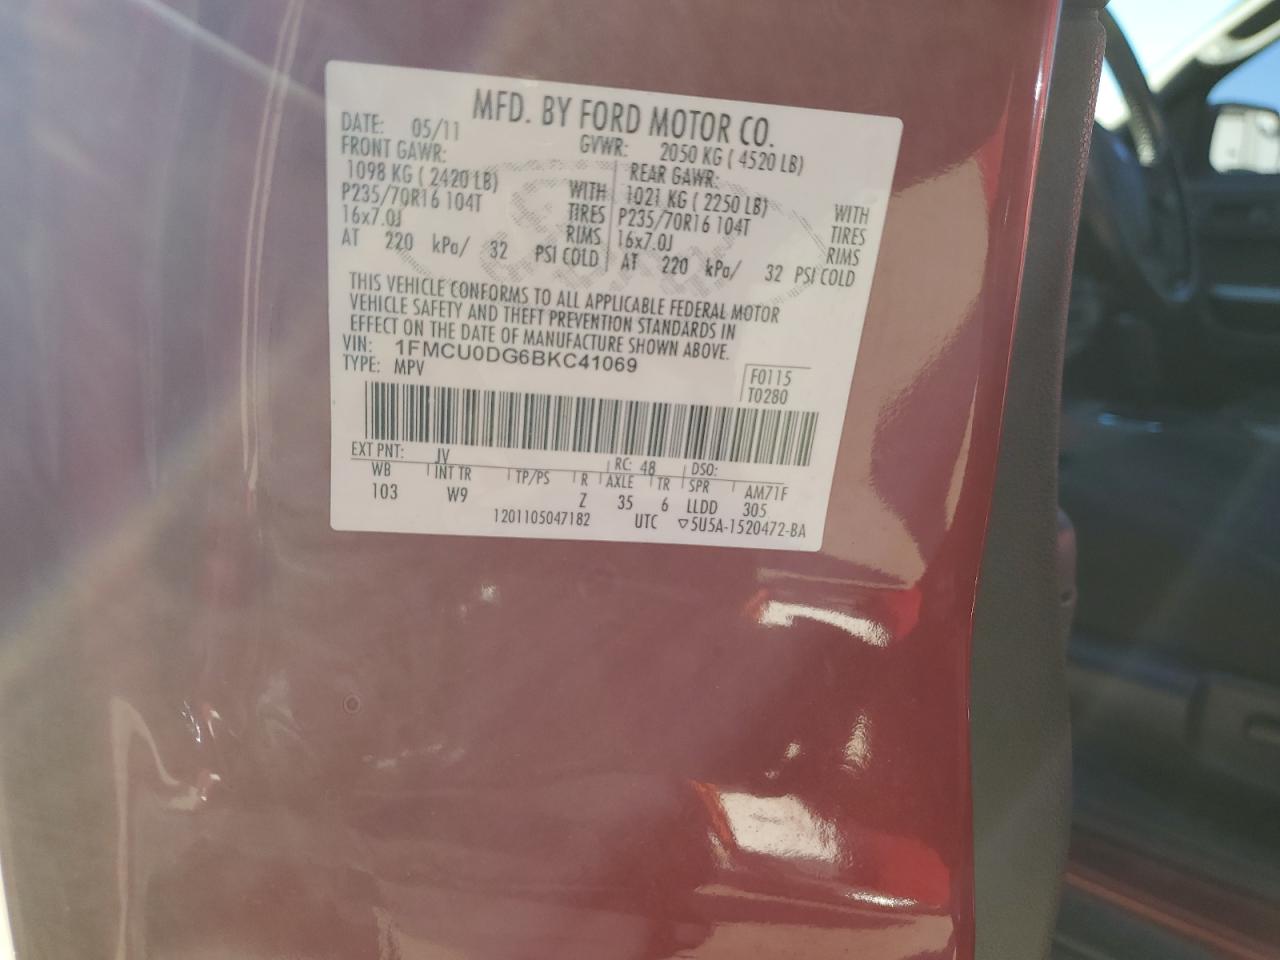 MFD. BY FORD MOTOR CO.
DATE: 05/11 GVWR: 2050 KG ( 4520 LB)
FRONT GAWR: REAR GAWR:
1098 KG ( 2420 LB) WITH 1021 KG ( 2250 LB) WITH
P235/70R16 104T TIRES P235/70R16 104T TIRES
16x7.0J RIMS 16x7.0J RIMS
AT 220 kPa/ 32 PSI COLD AT 220 kPa/ 32 PSI COLD
THIS VEHICLE CONFORMS TO ALL APPLICABLE FEDERAL MOTOR
VEHICLE SAFETY AND THEFT PREVENTION STANDARDS IN
EFFECT ON THE DATE OF MANUFACTURE SHOWN ABOVE.
VIN: 1FMCU0DG6BKC41069
TYPE: MPV
F0115
T0280
EXT PNT: JV RC: 48 DSO:
WB INT TR TP/PS R AXLE TR SPR AM71F
103 W9 Z 35 6 LLDD 305
1201105047182 UTC ▽5U5A-1520472-BA